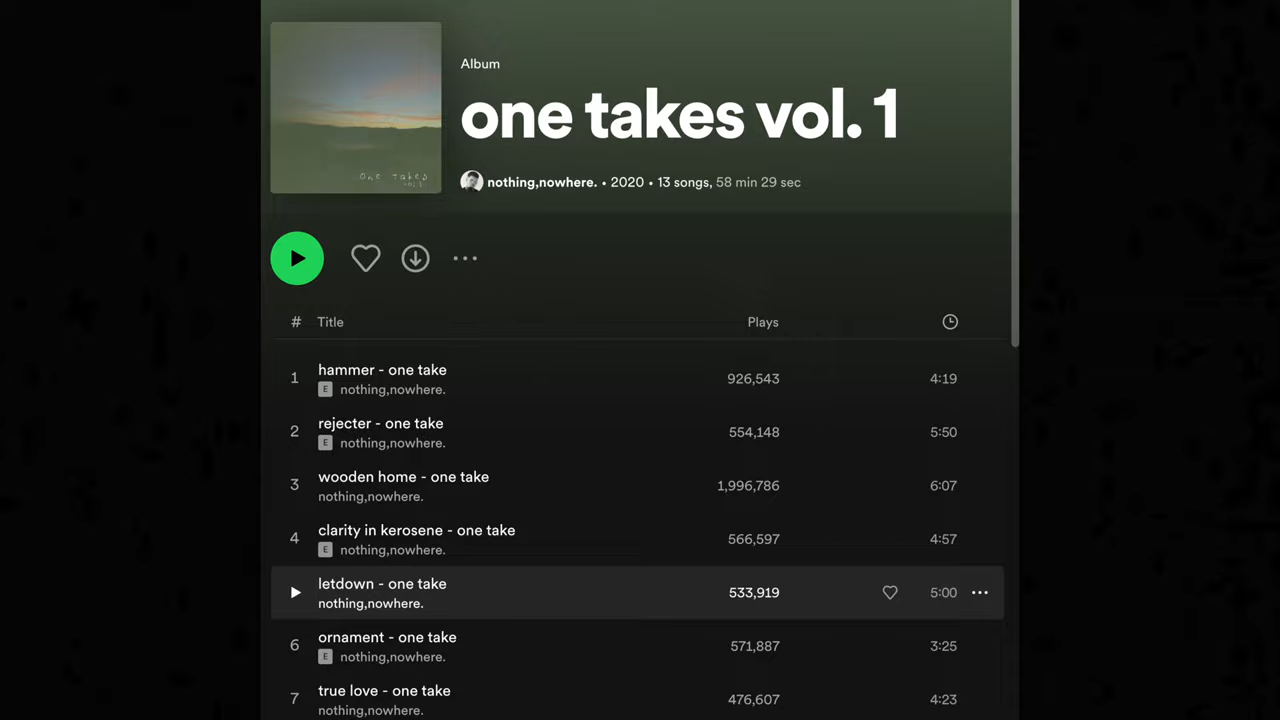 Album
one takes vol. 1
nothing,nowhere. • 2020 • 13 songs, 58 min 29 sec
one takes
vol.1
# Title Plays
1 hammer - one take 926,543 4:19
E nothing,nowhere.
2 rejecter - one take 554,148 5:50
E nothing,nowhere.
3 wooden home - one take 1,996,786 6:07
nothing,nowhere.
4 clarity in kerosene - one take 566,597 4:57
E nothing,nowhere.
letdown - one take 533,919 5:00
nothing,nowhere.
6 ornament - one take 571,887 3:25
E nothing,nowhere.
7 true love - one take 476,607 4:23
nothing,nowhere.